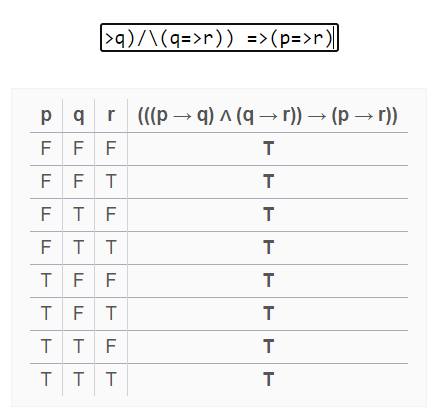 >q)/\(q=>r)) =>(p=>r)
p q r (((p → q) ∧ (q → r)) → (p → r))
F F F T
F F T T
F T F T
F T T T
T F F T
T F T T
T T F T
T T T T